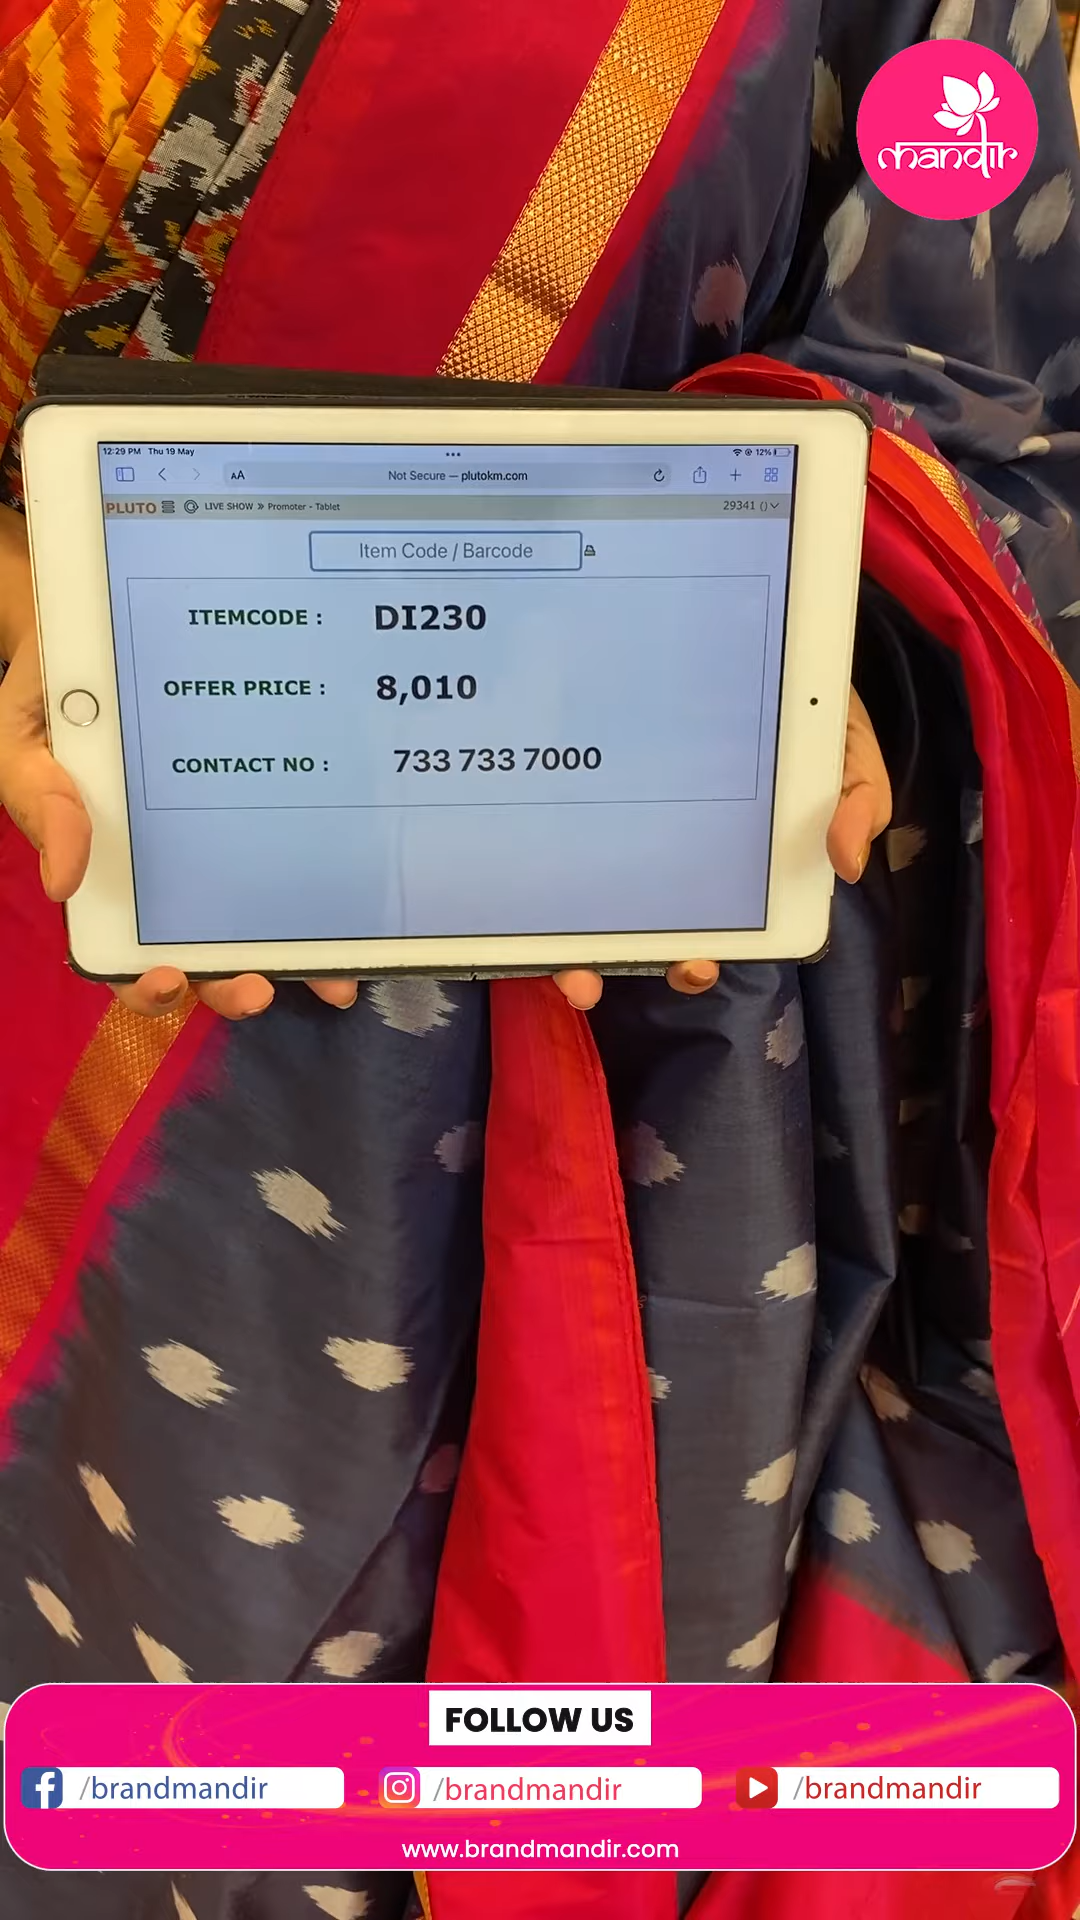 mandir
12:29 PM Thu 19 May
12%
AA
Not Secure — plutokm.com
PLUTO
LIVE SHOW » Promoter - Tablet
29341 ()
Item Code / Barcode
ITEMCODE : DI230
OFFER PRICE : 8,010
CONTACT NO : 733 733 7000
FOLLOW US
/brandmandir
/brandmandir
/brandmandir
www.brandmandir.com